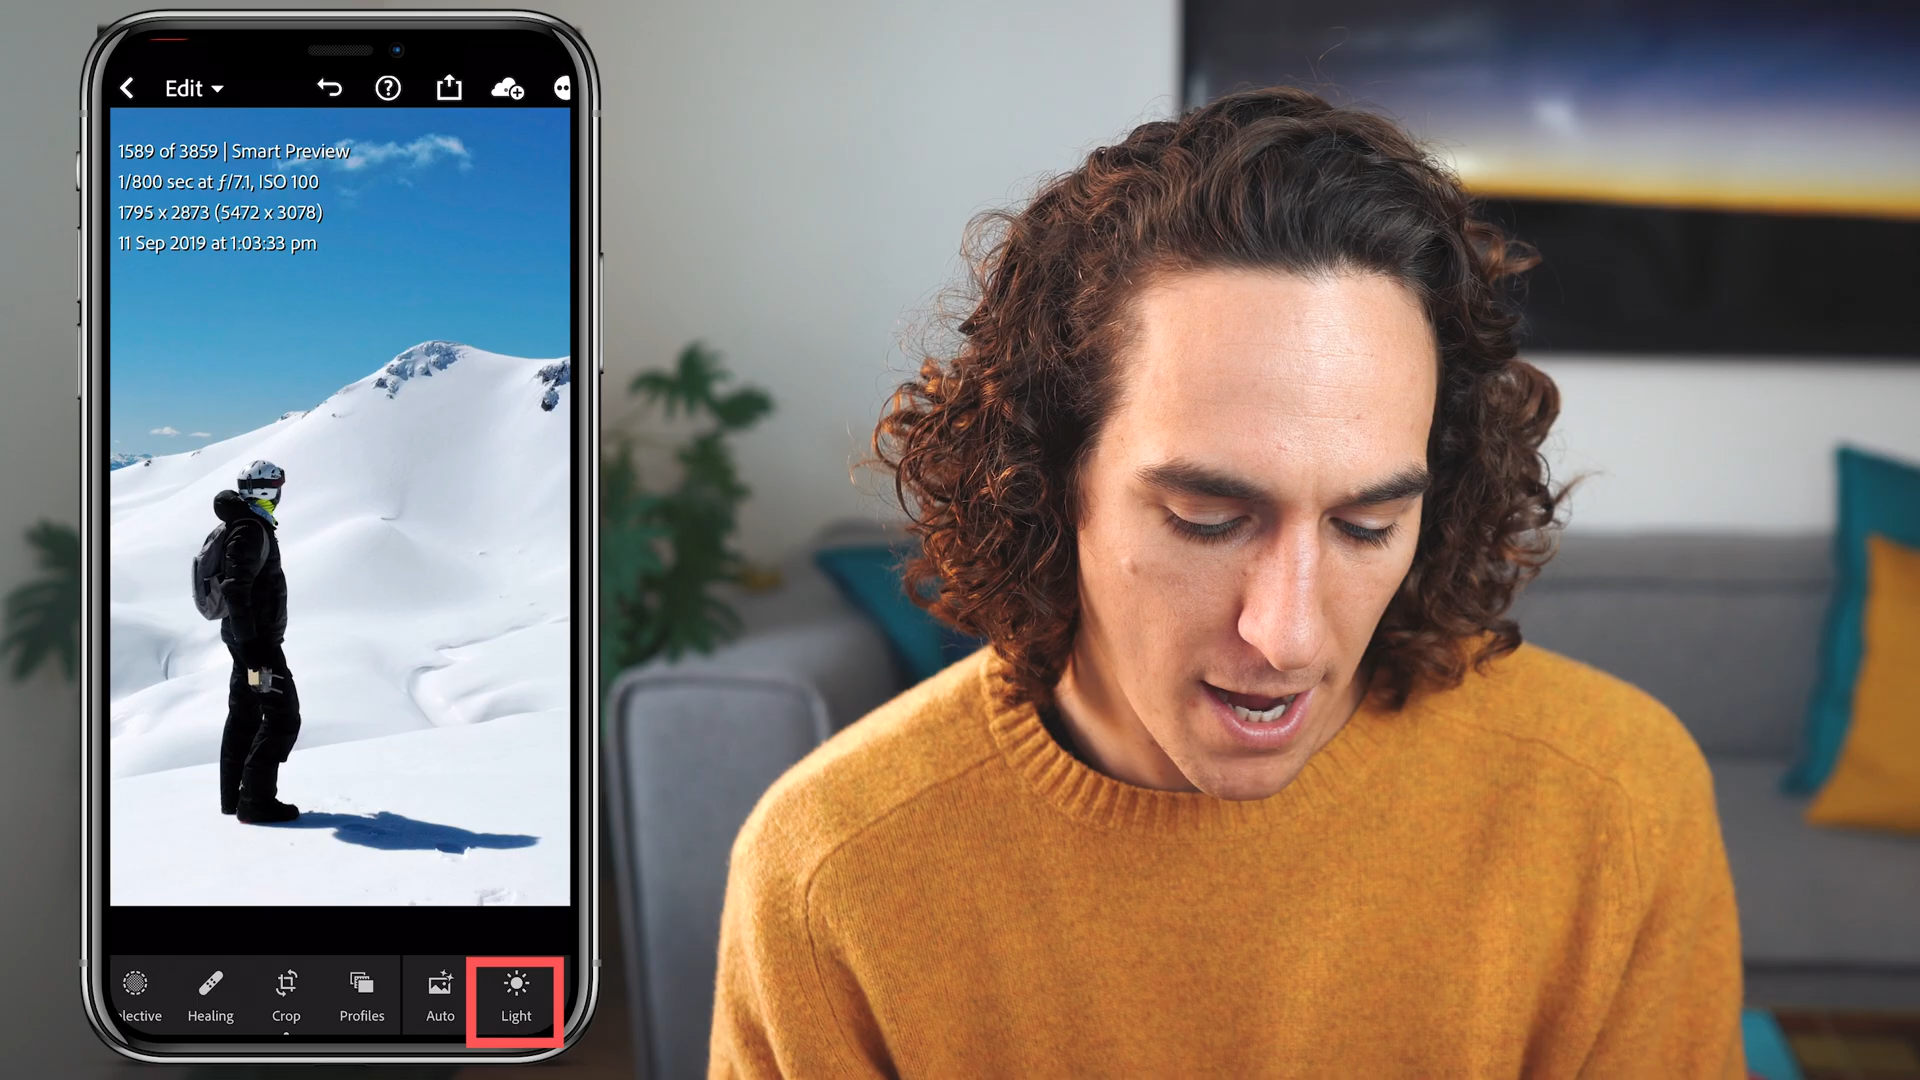 Edit
1589 of 3859 | Smart Preview
1/800 sec at ƒ/7.1, ISO 100
1795 x 2873 (5472 x 3078)
11 Sep 2019 at 1:03:33 pm
lective
Healing
Crop
Profiles
Auto
Light